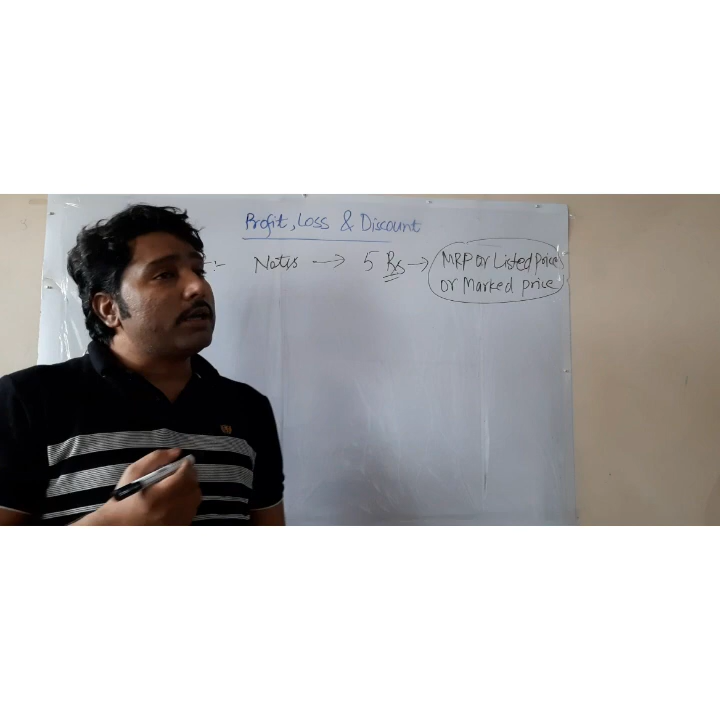 Profit, Loss & Discount
:- Notes → 5 Rs → MRP or Listed price
or Marked price